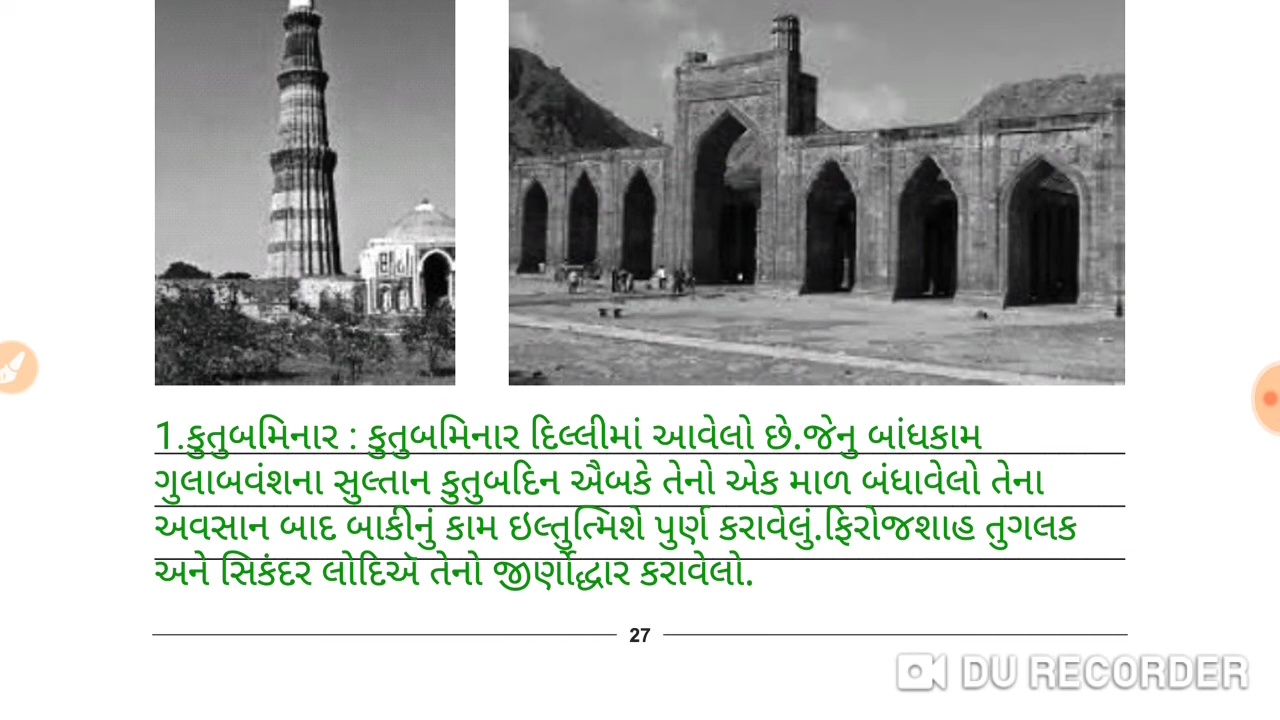 1.કુતુબમિનાર : કુતુબમિનાર દિલ્લીમાં આવેલો છે.જેનુ બાંધકામ
ગુલાબવંશના સુલ્તાન કુતુબદિન ઐબકે તેનો એક માળ બંધાવેલો તેના
અવસાન બાદ બાકીનું કામ ઇલ્તુત્મિશે પુર્ણ કરાવેલું.ફિરોજશાહ તુગલક
અને સિકંદર લોદિઍ તેનો જીર્ણોદ્ધાર કરાવેલો.
27
DU RECORDER